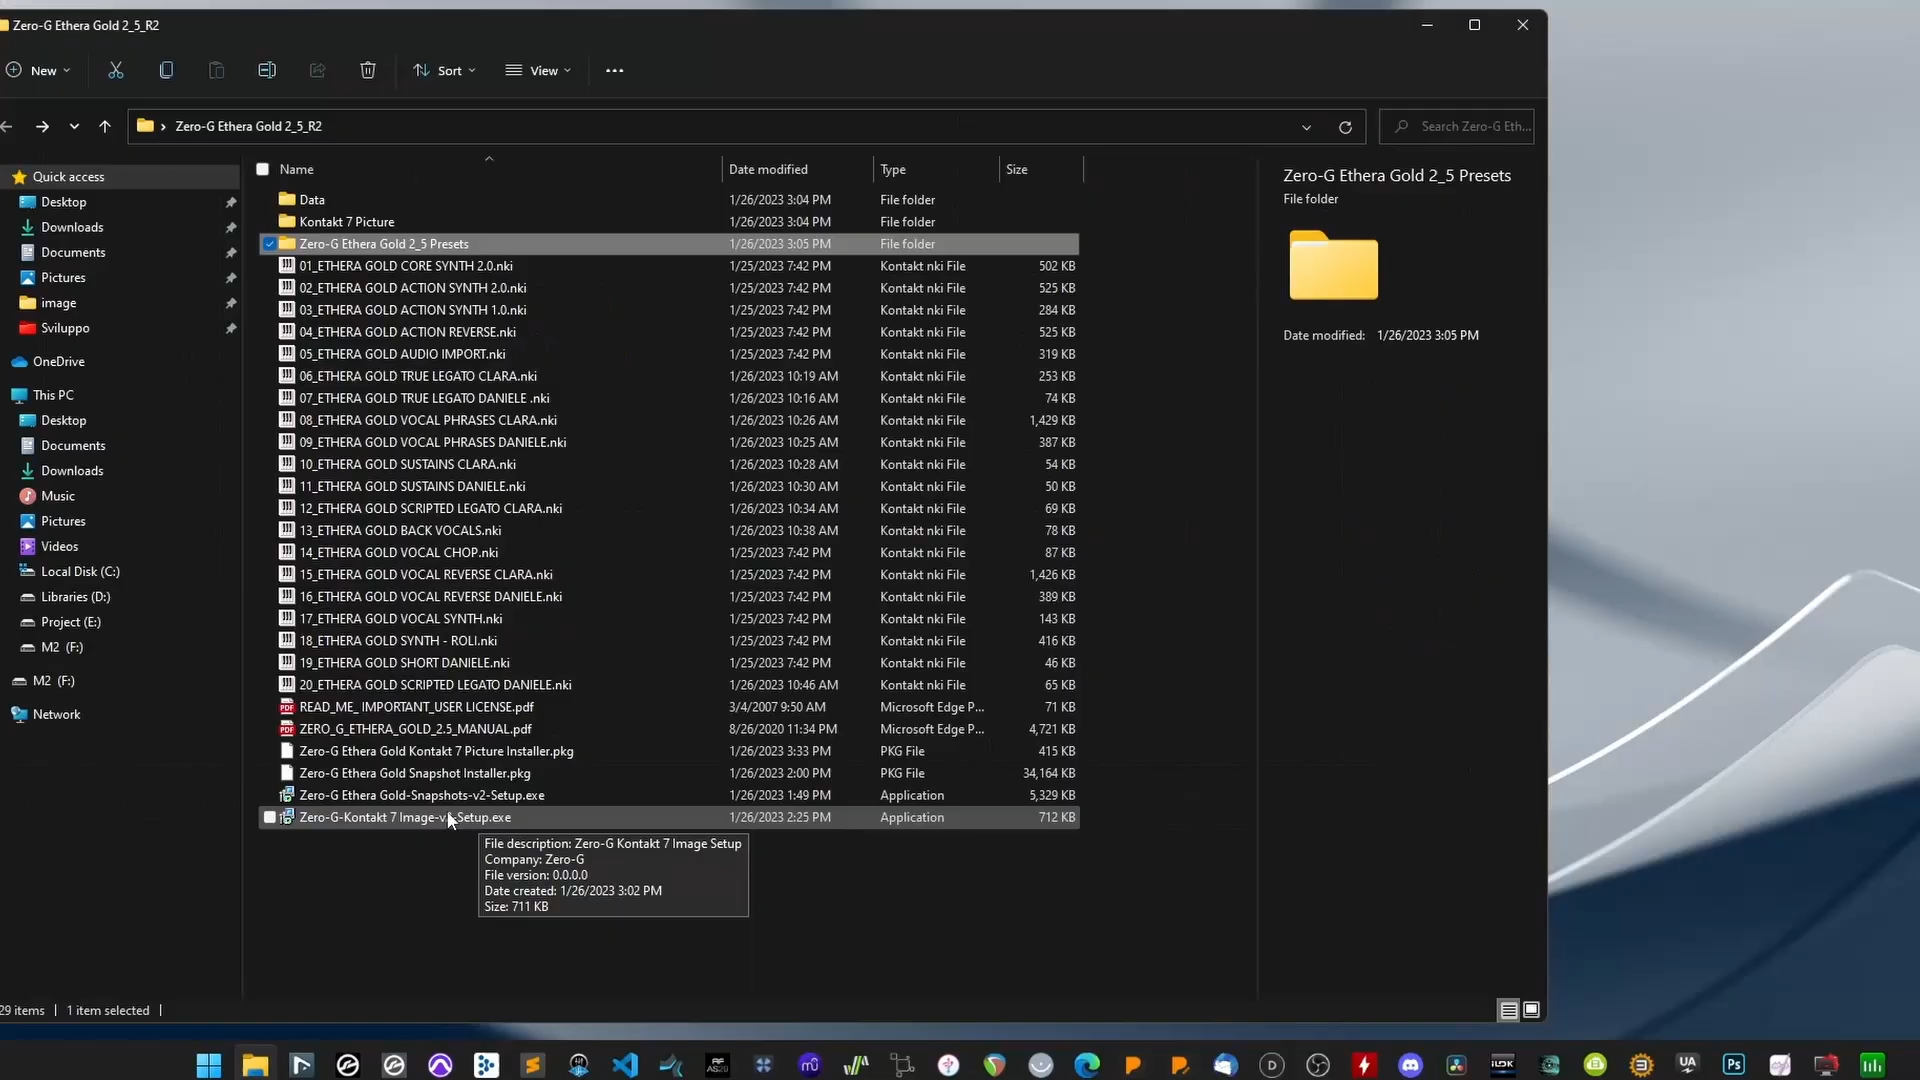 Zero-G Ethera Gold 2_5_R2
New
Sort
View
Zero-G Ethera Gold 2_5_R2
Search Zero-G Eth...
Name
Date modified
Type
Size
Quick access
Desktop
Downloads
Documents
Pictures
image
Sviluppo
OneDrive
This PC
Desktop
Documents
Downloads
Music
Pictures
Videos
Local Disk (C:)
Libraries (D:)
Project (E:)
M2 (F:)
M2 (F:)
Network
Data 1/26/2023 3:04 PM File folder
Kontakt 7 Picture 1/26/2023 3:04 PM File folder
Zero-G Ethera Gold 2_5 Presets 1/26/2023 3:05 PM File folder
01_ETHERA GOLD CORE SYNTH 2.0.nki 1/25/2023 7:42 PM Kontakt nki File 502 KB
02_ETHERA GOLD ACTION SYNTH 2.0.nki 1/25/2023 7:42 PM Kontakt nki File 525 KB
03_ETHERA GOLD ACTION SYNTH 1.0.nki 1/25/2023 7:42 PM Kontakt nki File 284 KB
04_ETHERA GOLD ACTION REVERSE.nki 1/25/2023 7:42 PM Kontakt nki File 525 KB
05_ETHERA GOLD AUDIO IMPORT.nki 1/25/2023 7:42 PM Kontakt nki File 319 KB
06_ETHERA GOLD TRUE LEGATO CLARA.nki 1/26/2023 10:19 AM Kontakt nki File 253 KB
07_ETHERA GOLD TRUE LEGATO DANIELE .nki 1/26/2023 10:16 AM Kontakt nki File 74 KB
08_ETHERA GOLD VOCAL PHRASES CLARA.nki 1/26/2023 10:26 AM Kontakt nki File 1,429 KB
09_ETHERA GOLD VOCAL PHRASES DANIELE.nki 1/26/2023 10:25 AM Kontakt nki File 387 KB
10_ETHERA GOLD SUSTAINS CLARA.nki 1/26/2023 10:28 AM Kontakt nki File 54 KB
11_ETHERA GOLD SUSTAINS DANIELE.nki 1/26/2023 10:30 AM Kontakt nki File 50 KB
12_ETHERA GOLD SCRIPTED LEGATO CLARA.nki 1/26/2023 10:34 AM Kontakt nki File 69 KB
13_ETHERA GOLD BACK VOCALS.nki 1/26/2023 10:38 AM Kontakt nki File 78 KB
14_ETHERA GOLD VOCAL CHOP.nki 1/25/2023 7:42 PM Kontakt nki File 87 KB
15_ETHERA GOLD VOCAL REVERSE CLARA.nki 1/25/2023 7:42 PM Kontakt nki File 1,426 KB
16_ETHERA GOLD VOCAL REVERSE DANIELE.nki 1/25/2023 7:42 PM Kontakt nki File 389 KB
17_ETHERA GOLD VOCAL SYNTH.nki 1/25/2023 7:42 PM Kontakt nki File 143 KB
18_ETHERA GOLD SYNTH - ROLI.nki 1/25/2023 7:42 PM Kontakt nki File 416 KB
19_ETHERA GOLD SHORT DANIELE.nki 1/25/2023 7:42 PM Kontakt nki File 46 KB
20_ETHERA GOLD SCRIPTED LEGATO DANIELE.nki 1/26/2023 10:46 AM Kontakt nki File 65 KB
READ_ME_ IMPORTANT_USER LICENSE.pdf 3/4/2007 9:50 AM Microsoft Edge P... 71 KB
ZERO_G_ETHERA_GOLD_2.5_MANUAL.pdf 8/26/2020 11:34 PM Microsoft Edge P... 4,721 KB
Zero-G Ethera Gold Kontakt 7 Picture Installer.pkg 1/26/2023 3:33 PM PKG File 415 KB
Zero-G Ethera Gold Snapshot Installer.pkg 1/26/2023 2:00 PM PKG File 34,164 KB
Zero-G Ethera Gold-Snapshots-v2-Setup.exe 1/26/2023 1:49 PM Application 5,329 KB
Zero-G-Kontakt 7 Image-v Setup.exe 1/26/2023 2:25 PM Application 712 KB
File description: Zero-G Kontakt 7 Image Setup
Company: Zero-G
File version: 0.0.0.0
Date created: 1/26/2023 3:02 PM
Size: 711 KB
Zero-G Ethera Gold 2_5 Presets
File folder
Date modified: 1/26/2023 3:05 PM
29 items
1 item selected
UA
Ps